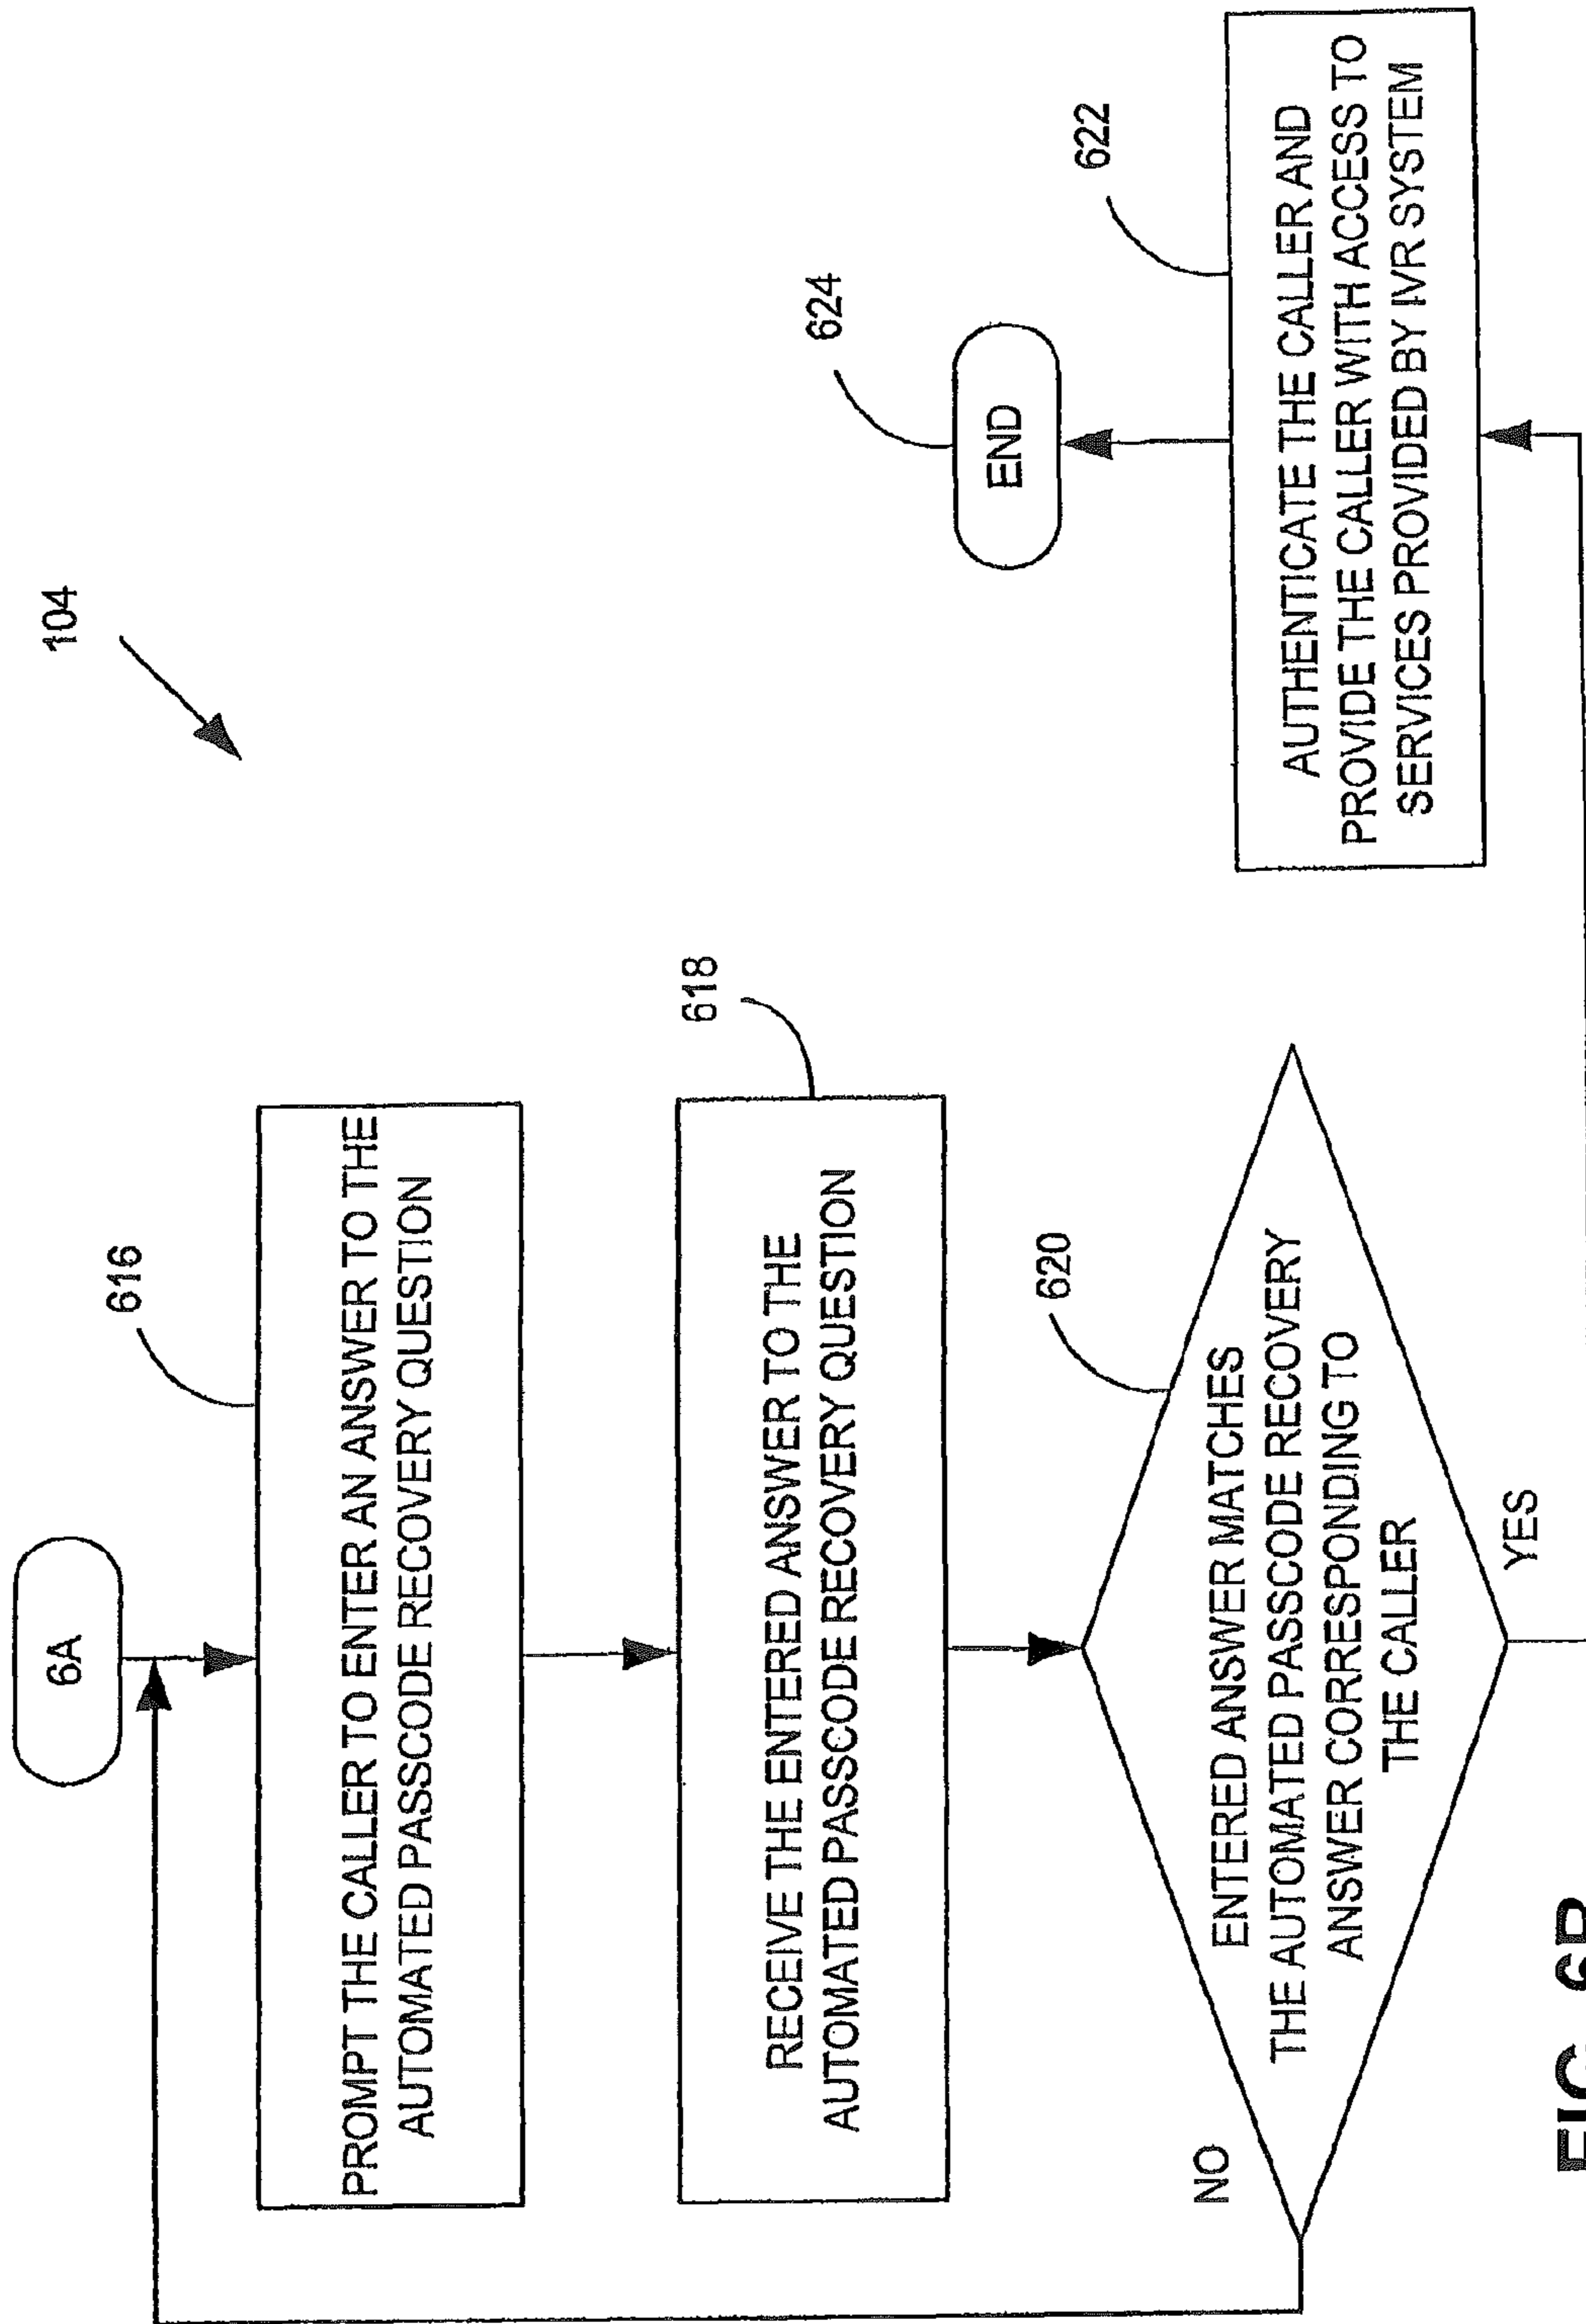 104
6A
616
PROMPT THE CALLER TO ENTER AN ANSWER TO THE
AUTOMATED PASSCODE RECOVERY QUESTION
618
RECEIVE THE ENTERED ANSWER TO THE
AUTOMATED PASSCODE RECOVERY QUESTION
620
ENTERED ANSWER MATCHES
THE AUTOMATED PASSCODE RECOVERY
ANSWER CORRESPONDING TO
THE CALLER
NO
YES
624
END
622
AUTHENTICATE THE CALLER AND
PROVIDE THE CALLER WITH ACCESS TO
SERVICES PROVIDED BY IVR SYSTEM
FIG. 6B